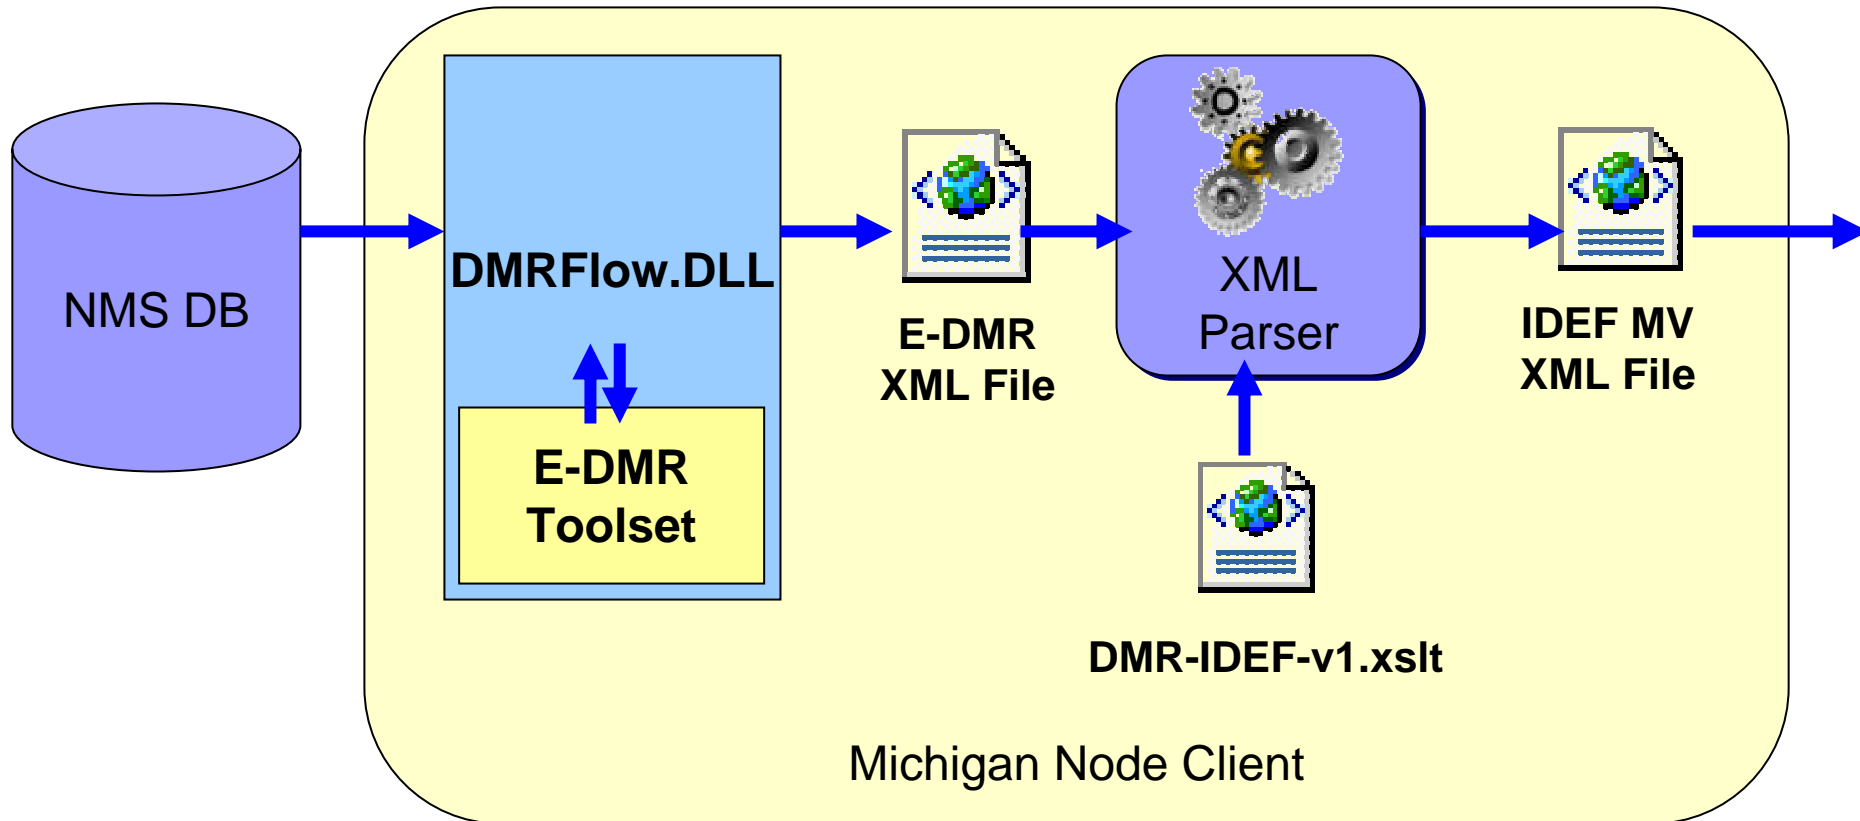 NMS DB
DMRFlow.DLL
E-DMR
Toolset
E-DMR
XML File
XML
Parser
DMR-IDEF-v1.xslt
IDEF MV
XML File
Michigan Node Client